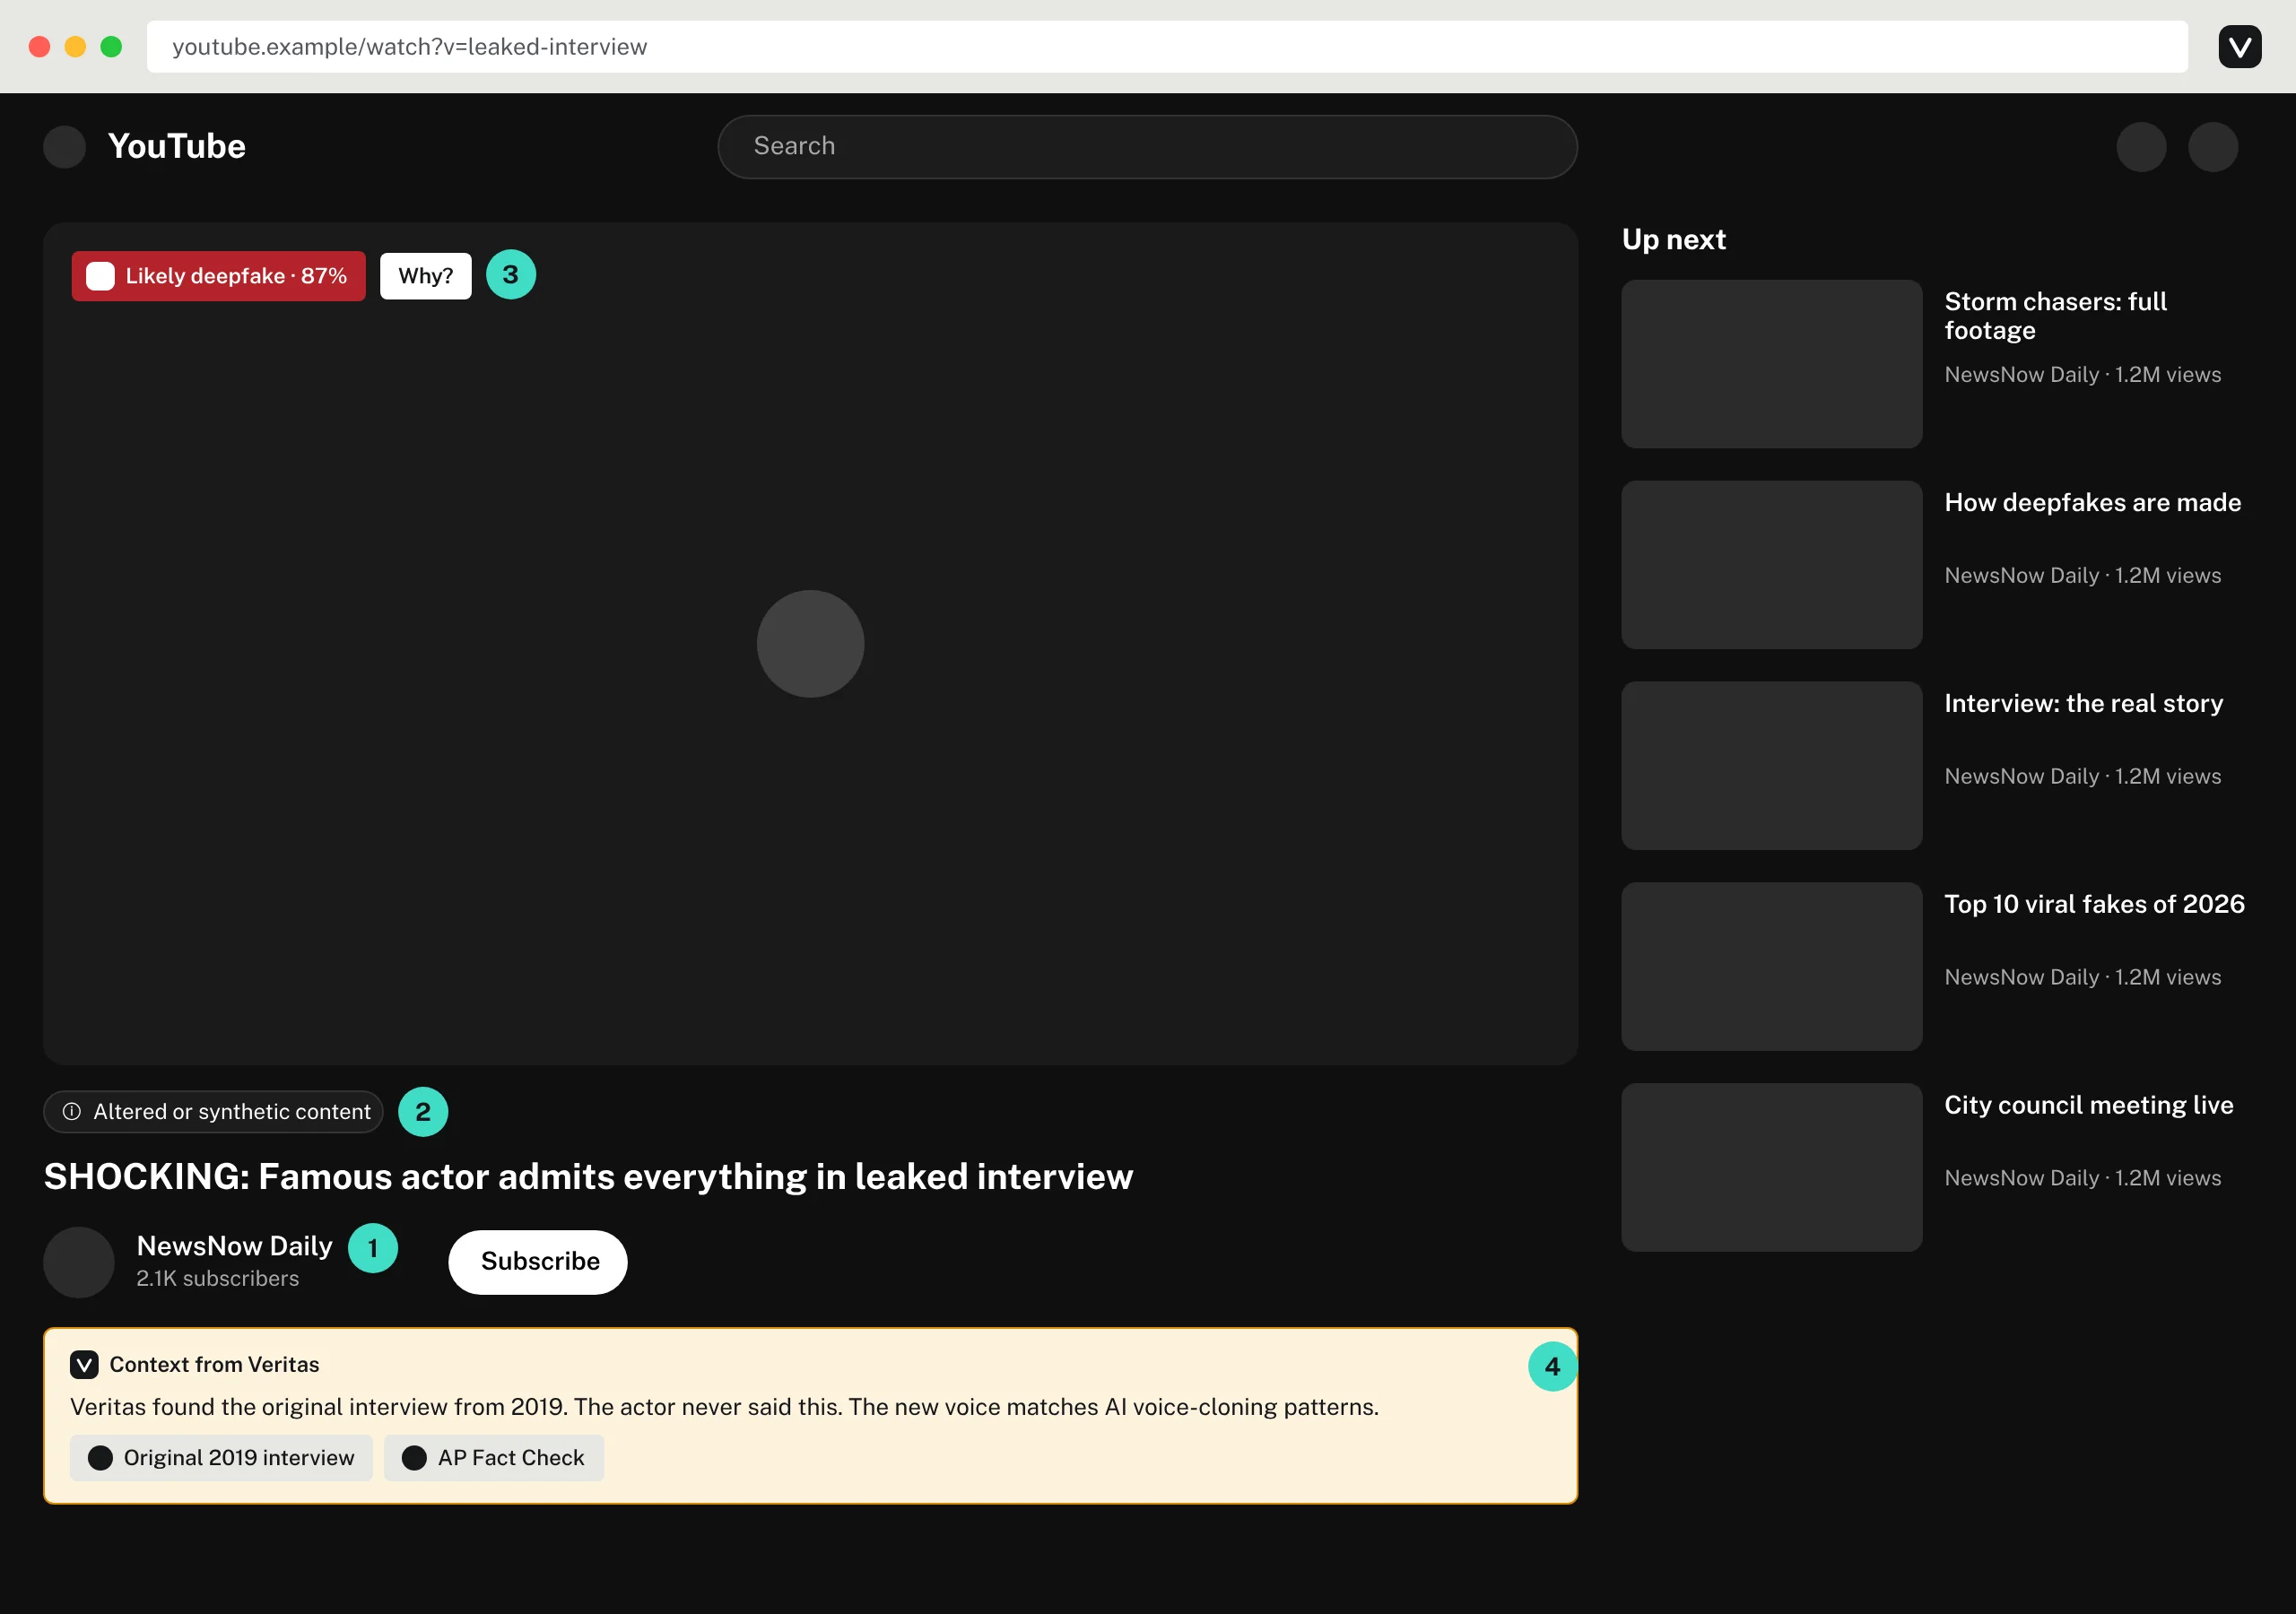 youtube.example/watch?v=leaked-interview
V
YouTube
Search
Likely deepfake · 87%
Why?
3
Up next
Storm chasers: full
footage
NewsNow Daily · 1.2M views
How deepfakes are made
NewsNow Daily · 1.2M views
Interview: the real story
NewsNow Daily · 1.2M views
Top 10 viral fakes of 2026
NewsNow Daily · 1.2M views
City council meeting live
NewsNow Daily · 1.2M views
ⓘ Altered or synthetic content
2
SHOCKING: Famous actor admits everything in leaked interview
NewsNow Daily
1
2.1K subscribers
Subscribe
V Context from Veritas
4
Veritas found the original interview from 2019. The actor never said this. The new voice matches AI voice-cloning patterns.
Original 2019 interview
AP Fact Check